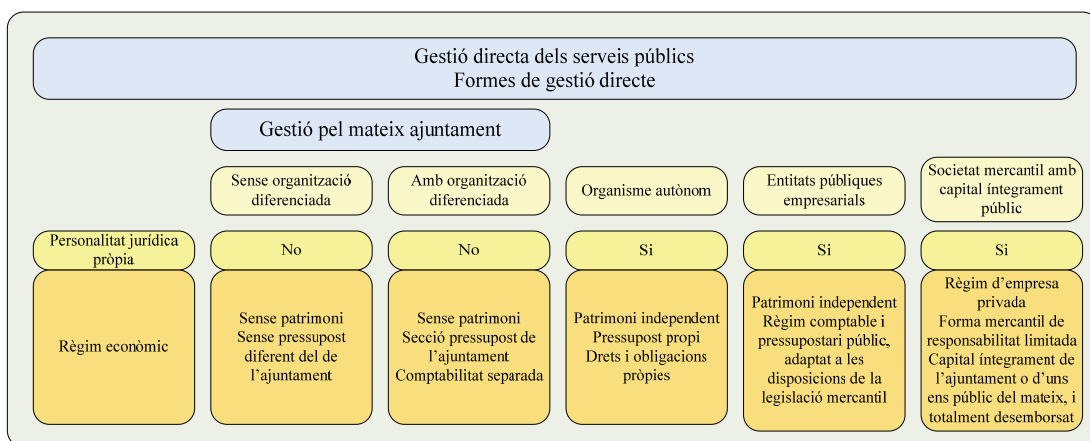 Gestió directa dels serveis públics
Formes de gestió directe
Gestió pel mateix ajuntament
Sense organització
diferenciada
Amb organització
diferenciada
Organisme autònom
Entitats públiques
empresarials
Societat mercantil amb
capital íntegrament
públic
Personalitat jurídica
pròpia
No
No
Si
Si
Si
Règim econòmic
Sense patrimoni
Sense pressupost
diferent del de
l’ajuntament
Sense patrimoni
Secció pressupost de
l’ajuntament
Comptabilitat separada
Patrimoni independent
Pressupost propi
Drets i obligacions
pròpies
Patrimoni independent
Règim comptable i
pressupostari públic,
adaptat a les
disposicions de la
legislació mercantil
Règim d’empresa
privada
Forma mercantil de
responsabilitat limitada
Capital íntegrament de
l’ajuntament o d’uns
ens públic del mateix, i
totalment desemborsat